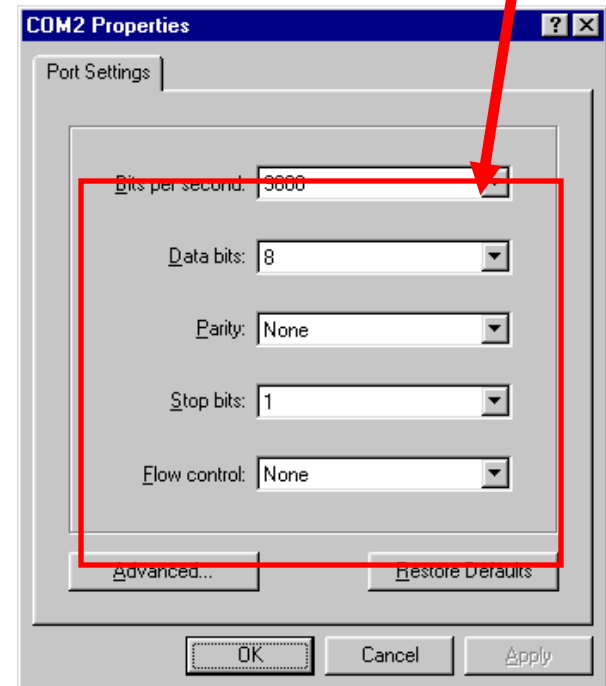 COM2 Properties
Port Settings
Bits per second:
Data bits: 8
Parity: None
Stop bits: 1
Flow control: None
Advanced... Restore Defaults
OK Cancel Apply